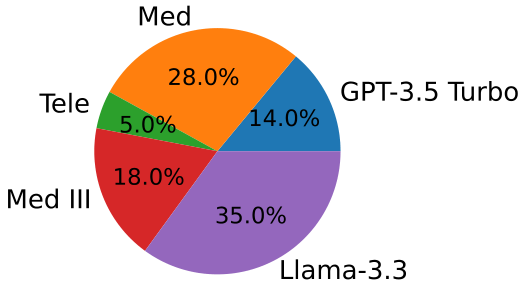 Med
28.0%
GPT-3.5 Turbo
14.0%
Tele
5.0%
18.0%
Med III
35.0%
Llama-3.3